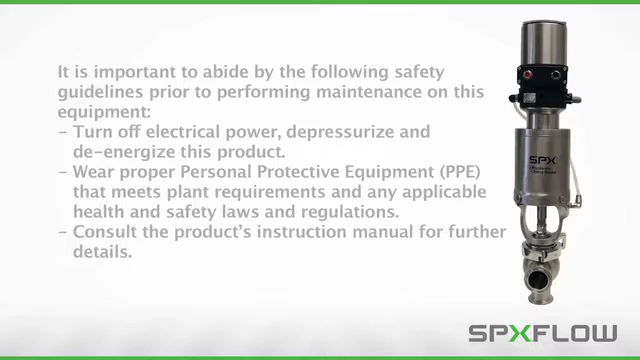 It is important to abide by the following safety
guidelines prior to performing maintenance on this
equipment:
– Turn off electrical power, depressurize and
de-energize this product.
– Wear proper Personal Protective Equipment (PPE)
that meets plant requirements and any applicable
health and safety laws and regulations.
– Consult the product's instruction manual for further
details.
SPX
SPXFLOW